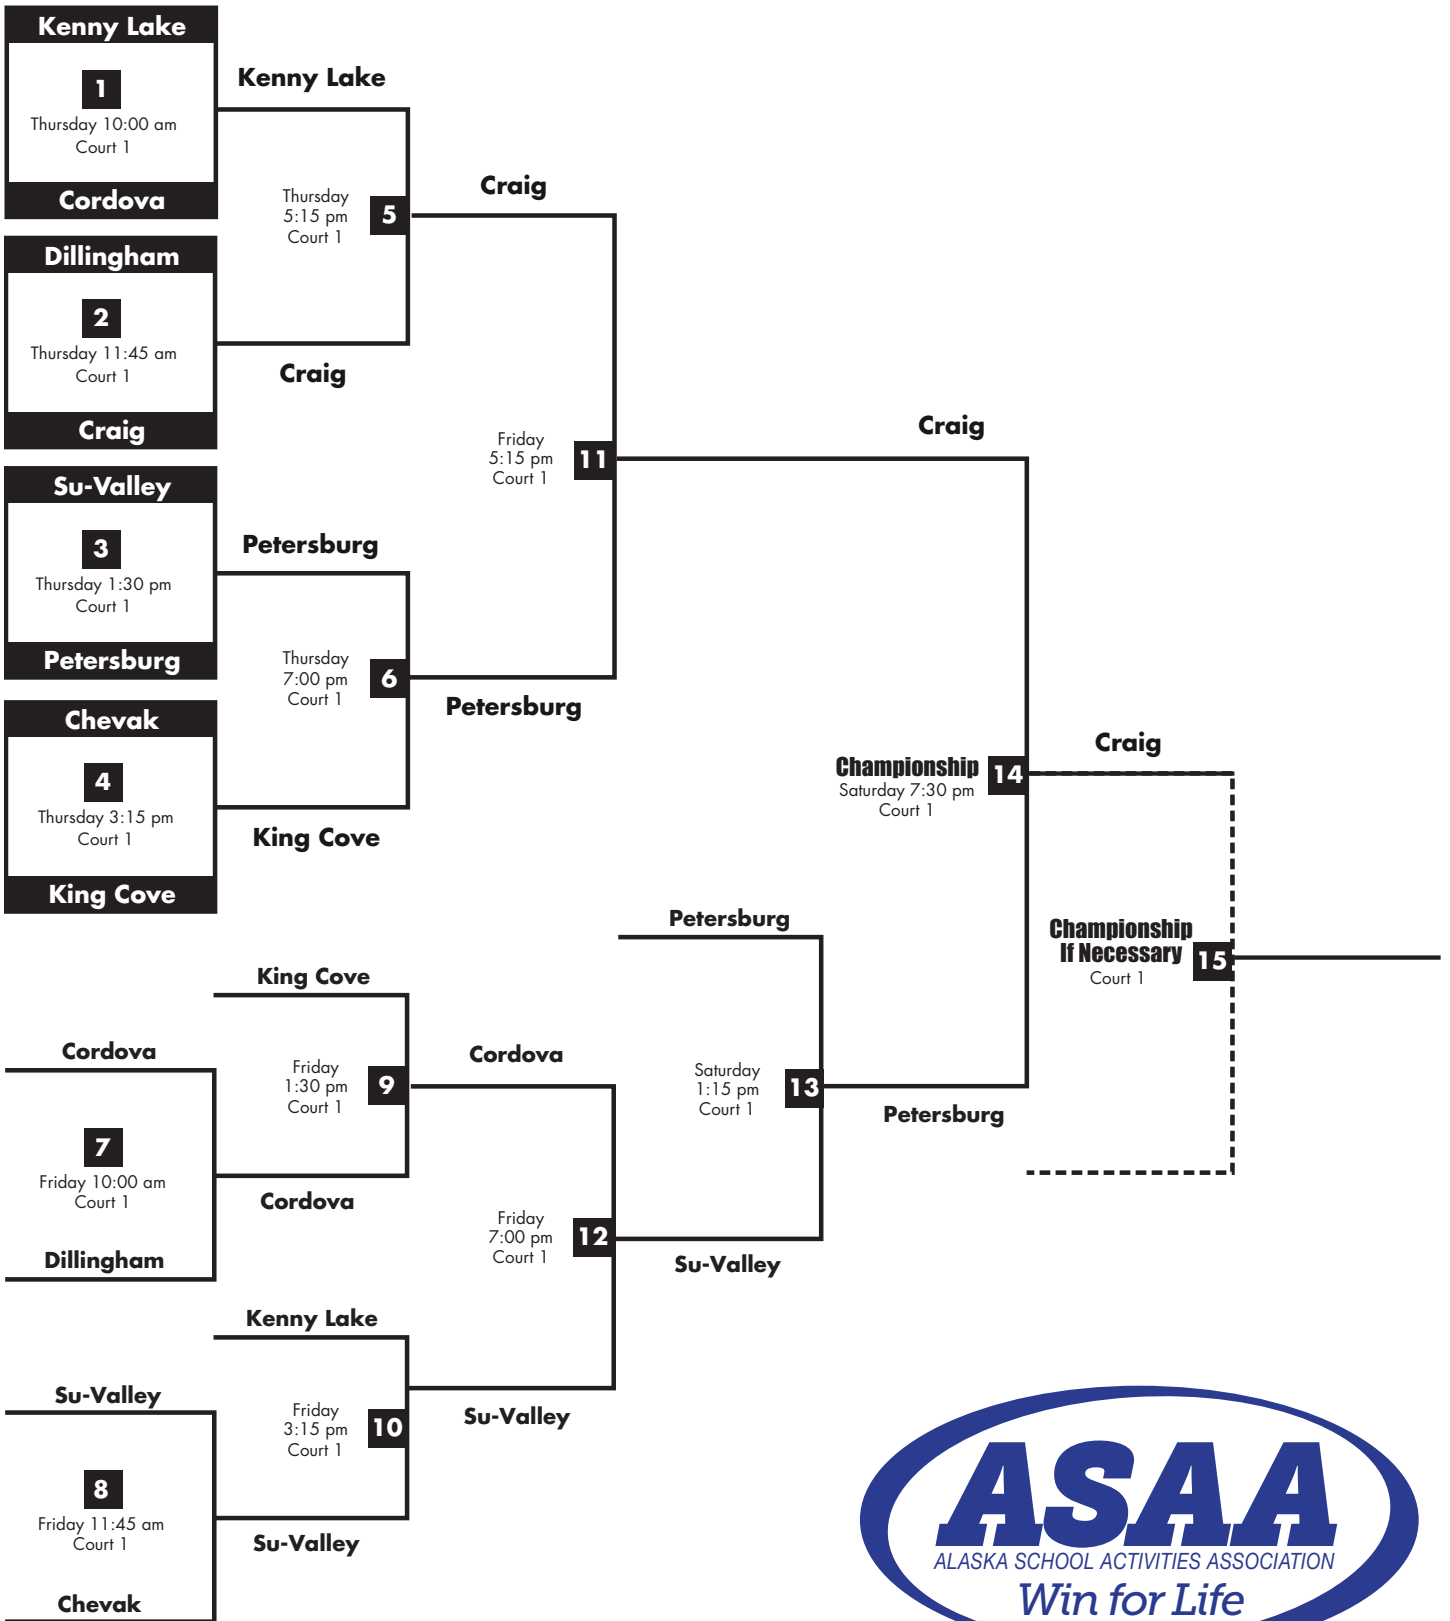 Kenny Lake
1
Thursday 10:00 am
Court 1
Cordova
Dillingham
2
Thursday 11:45 am
Court 1
Craig
Su-Valley
3
Thursday 1:30 pm
Court 1
Petersburg
Chevak
4
Thursday 3:15 pm
Court 1
King Cove
Kenny Lake
Thursday
5:15 pm
Court 1
5
Craig
Petersburg
Thursday
7:00 pm
Court 1
6
King Cove
Craig
Friday
5:15 pm
Court 1
11
Petersburg
Craig
Championship
Saturday 7:30 pm
Court 1
14
Craig
Championship
If Necessary
Court 1
15
Petersburg
Saturday
1:15 pm
Court 1
13
Petersburg
Su-Valley
King Cove
Friday
1:30 pm
Court 1
9
Cordova
Cordova
Friday
7:00 pm
Court 1
12
Su-Valley
Cordova
7
Friday 10:00 am
Court 1
Dillingham
Kenny Lake
Friday
3:15 pm
Court 1
10
Su-Valley
Su-Valley
8
Friday 11:45 am
Court 1
Chevak
ASAA
ALASKA SCHOOL ACTIVITIES ASSOCIATION
Win for Life